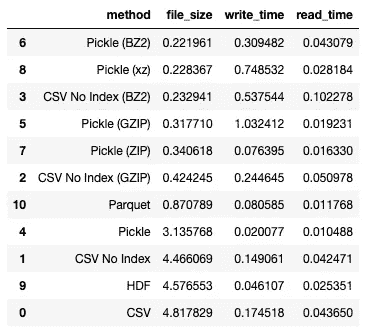 method file_size write_time read_time
6 Pickle (BZ2) 0.221961 0.309482 0.043079
8 Pickle (xz) 0.228367 0.748532 0.028184
3 CSV No Index (BZ2) 0.232941 0.537544 0.102278
5 Pickle (GZIP) 0.317710 1.032412 0.019231
7 Pickle (ZIP) 0.340618 0.076395 0.016330
2 CSV No Index (GZIP) 0.424245 0.244645 0.050978
10 Parquet 0.870789 0.080585 0.011768
4 Pickle 3.135768 0.020077 0.010488
1 CSV No Index 4.466069 0.149061 0.042471
9 HDF 4.576553 0.046107 0.025351
0 CSV 4.817829 0.174518 0.043650